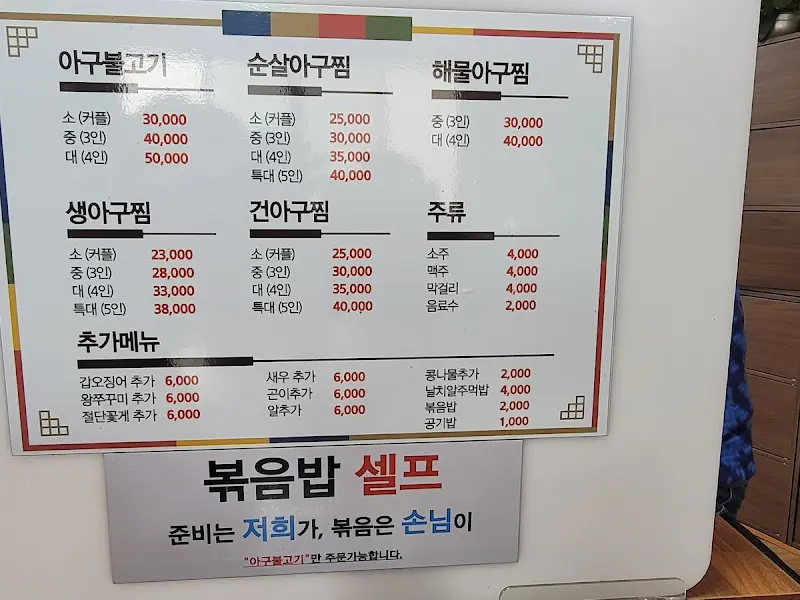 아구불고기
소 (커플) 30,000
중 (3인) 40,000
대 (4인) 50,000
순살아구찜
소 (커플) 25,000
중 (3인) 30,000
대 (4인) 35,000
특대 (5인) 40,000
해물아구찜
중 (3인) 30,000
대 (4인) 40,000
생아구찜
소 (커플) 23,000
중 (3인) 28,000
대 (4인) 33,000
특대 (5인) 38,000
건아구찜
소 (커플) 25,000
중 (3인) 30,000
대 (4인) 35,000
특대 (5인) 40,000
주류
소주 4,000
맥주 4,000
막걸리 4,000
음료수 2,000
추가메뉴
갑오징어 추가 6,000
왕쭈꾸미 추가 6,000
절단꽃게 추가 6,000
새우 추가 6,000
곤이추가 6,000
알추가 6,000
콩나물추가 2,000
날치알주먹밥 4,000
볶음밥 2,000
공기밥 1,000
볶음밥 셀프
준비는 저희가, 볶음은 손님이
"아구불고기"만 주문가능합니다.